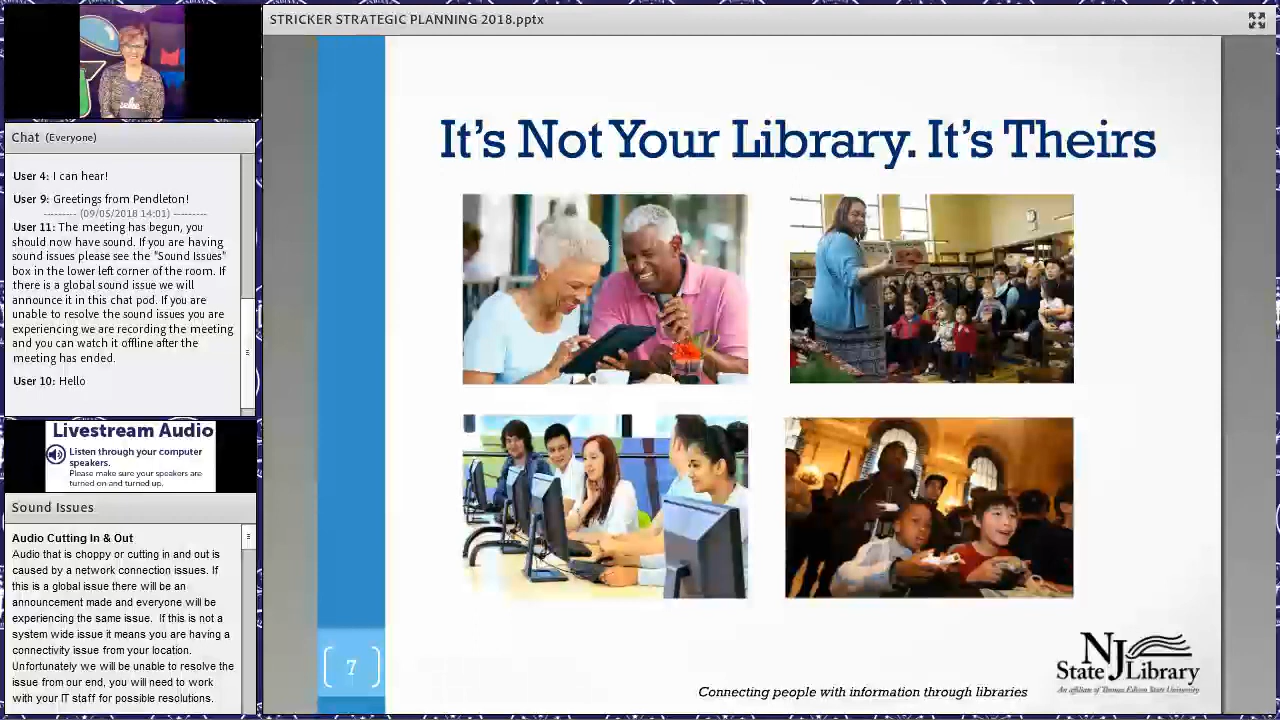 STRICKER STRATEGIC PLANNING 2018.pptx
Chat (Everyone)
User 4: I can hear!
User 9: Greetings from Pendleton!
-------- (09/05/2018 14:01) --------
User 11: The meeting has begun, you
should now have sound. If you are having
sound issues please see the "Sound Issues"
box in the lower left corner of the room. If
there is a global sound issue we will
announce it in this chat pod. If you are
unable to resolve the sound issues you are
experiencing we are recording the meeting
and you can watch it offline after the
meeting has ended.
User 10: Hello
Livestream Audio
Listen through your computer
speakers.
Please make sure your speakers are
turned on and turned up.
Sound Issues
Audio Cutting In & Out
Audio that is choppy or cutting in and out is
caused by a network connection issues. If
this is a global issue there will be an
announcement made and everyone will be
experiencing the same issue. If this is not a
system wide issue it means you are having a
connectivity issue from your location.
Unfortunately we will be unable to resolve the
issue from our end, you will need to work
with your IT staff for possible resolutions.
It's Not Your Library. It's Theirs
7
NJ
State Library
An affiliate of Thomas Edison State University
Connecting people with information through libraries